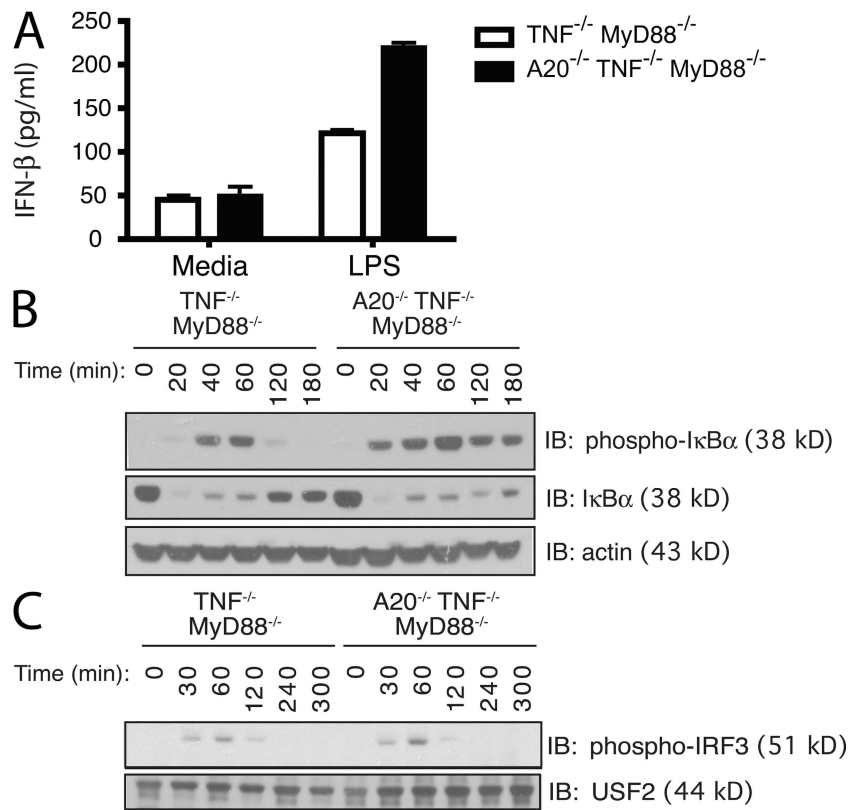 A
250
200
150
100
50
0
IFN-β (pg/ml)
Media
LPS
TNF-/- MyD88-/-
A20-/- TNF-/- MyD88-/-
B
TNF-/-
MyD88-/-
A20-/- TNF-/-
MyD88-/-
Time (min): 0 20 40 60 120 180 0 20 40 60 120 180
IB: phospho-IκBα (38 kD)
IB: IκBα (38 kD)
IB: actin (43 kD)
C
TNF-/-
MyD88-/-
A20-/- TNF-/-
MyD88-/-
Time (min): 0 30 60 120 240 300 0 30 60 120 240 300
IB: phospho-IRF3 (51 kD)
IB: USF2 (44 kD)